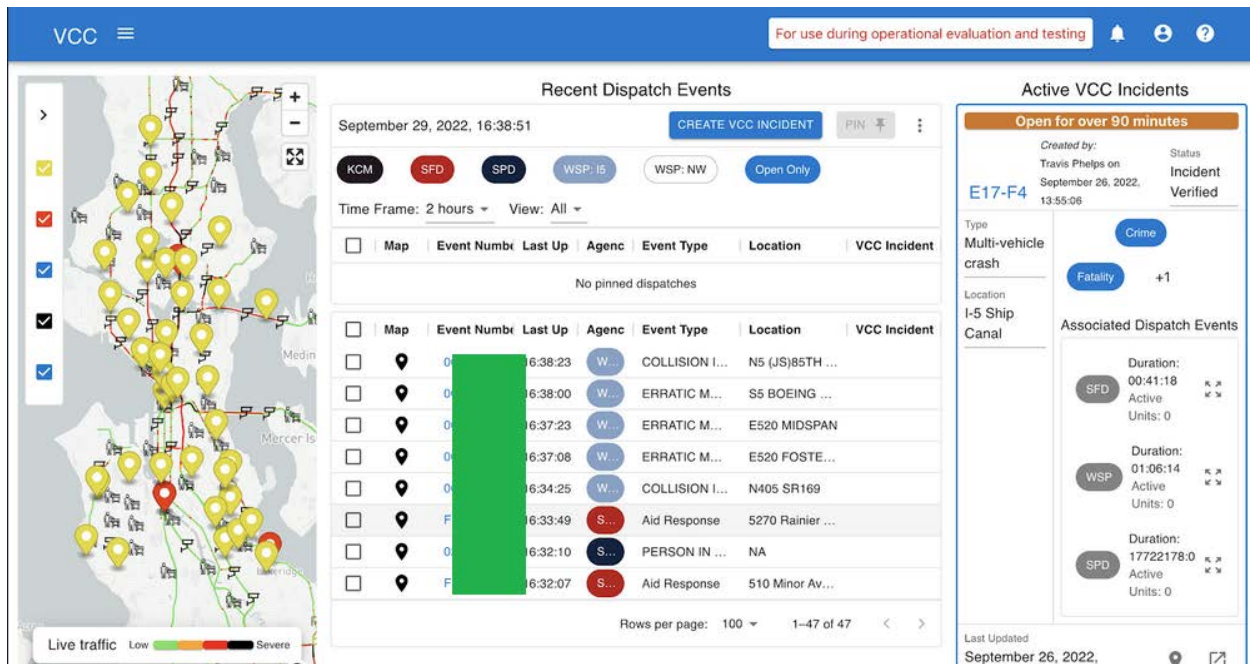 VCC
For use during operational evaluation and testing
Recent Dispatch Events
September 29, 2022, 16:38:51
CREATE VCC INCIDENT
PIN
KCM
SFD
SPD
WSP: I5
WSP: NW
Open Only
Time Frame: 2 hours
View: All
Map Event Numbe Last Up Agenc Event Type Location VCC Incident
No pinned dispatches
Map Event Numbe Last Up Agenc Event Type Location VCC Incident
16:38:23 W... COLLISION I... N5 (JS)85TH ...
16:38:00 W... ERRATIC M... S5 BOEING ...
16:37:23 W... ERRATIC M... E520 MIDSPAN
16:37:08 W... ERRATIC M... E520 FOSTE...
16:34:25 W... COLLISION I... N405 SR169
F 16:33:49 S... Aid Response 5270 Rainier ...
16:32:10 S... PERSON IN ... NA
F 16:32:07 S... Aid Response 510 Minor Av...
Rows per page: 100 1–47 of 47
Medin
Mercer Is
Live traffic Low Severe
Active VCC Incidents
Open for over 90 minutes
E17-F4
Created by:
Travis Phelps on
September 26, 2022,
13:55:06
Status
Incident
Verified
Type
Multi-vehicle
crash
Location
I-5 Ship
Canal
Crime
Fatality
+1
Associated Dispatch Events
SFD
Duration:
00:41:18
Active
Units: 0
WSP
Duration:
01:06:14
Active
Units: 0
SPD
Duration:
17722178:0
Active
Units: 0
Last Updated
September 26, 2022,